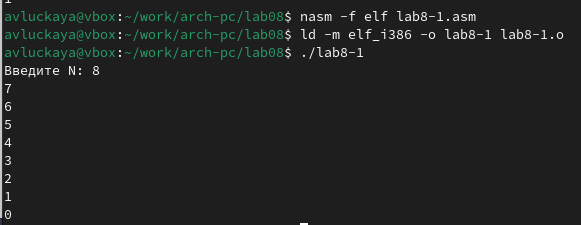 avluckaya@vbox:~/work/arch-pc/lab08$ nasm -f elf lab8-1.asm
avluckaya@vbox:~/work/arch-pc/lab08$ ld -m elf_i386 -o lab8-1 lab8-1.o
avluckaya@vbox:~/work/arch-pc/lab08$ ./lab8-1
Введите N: 8
7
6
5
4
3
2
1
0